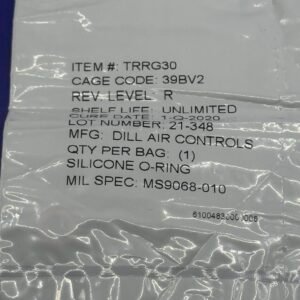 ITEM #: TRRG30
CAGE CODE: 39BV2
REV. LEVEL: R
SHELF LIFE: UNLIMITED
CURE DATE: 1-Q-2020
LOT NUMBER: 21-348
MFG: DILL AIR CONTROLS
QTY PER BAG: (1)
SILICONE O-RING
MIL SPEC: MS9068-010